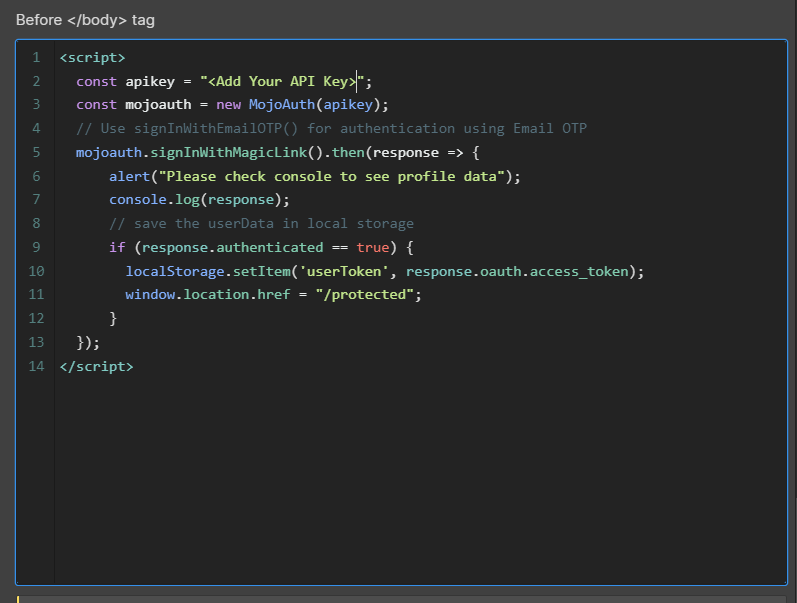 Before </body> tag
1 <script>
2 const apikey = "<Add Your API Key>";
3 const mojoauth = new MojoAuth(apikey);
4 // Use signInWithEmailOTP() for authentication using Email OTP
5 mojoauth.signInWithMagicLink().then(response => {
6 alert("Please check console to see profile data");
7 console.log(response);
8 // save the userData in local storage
9 if (response.authenticated == true) {
10 localStorage.setItem('userToken', response.oauth.access_token);
11 window.location.href = "/protected";
12 }
13 });
14 </script>